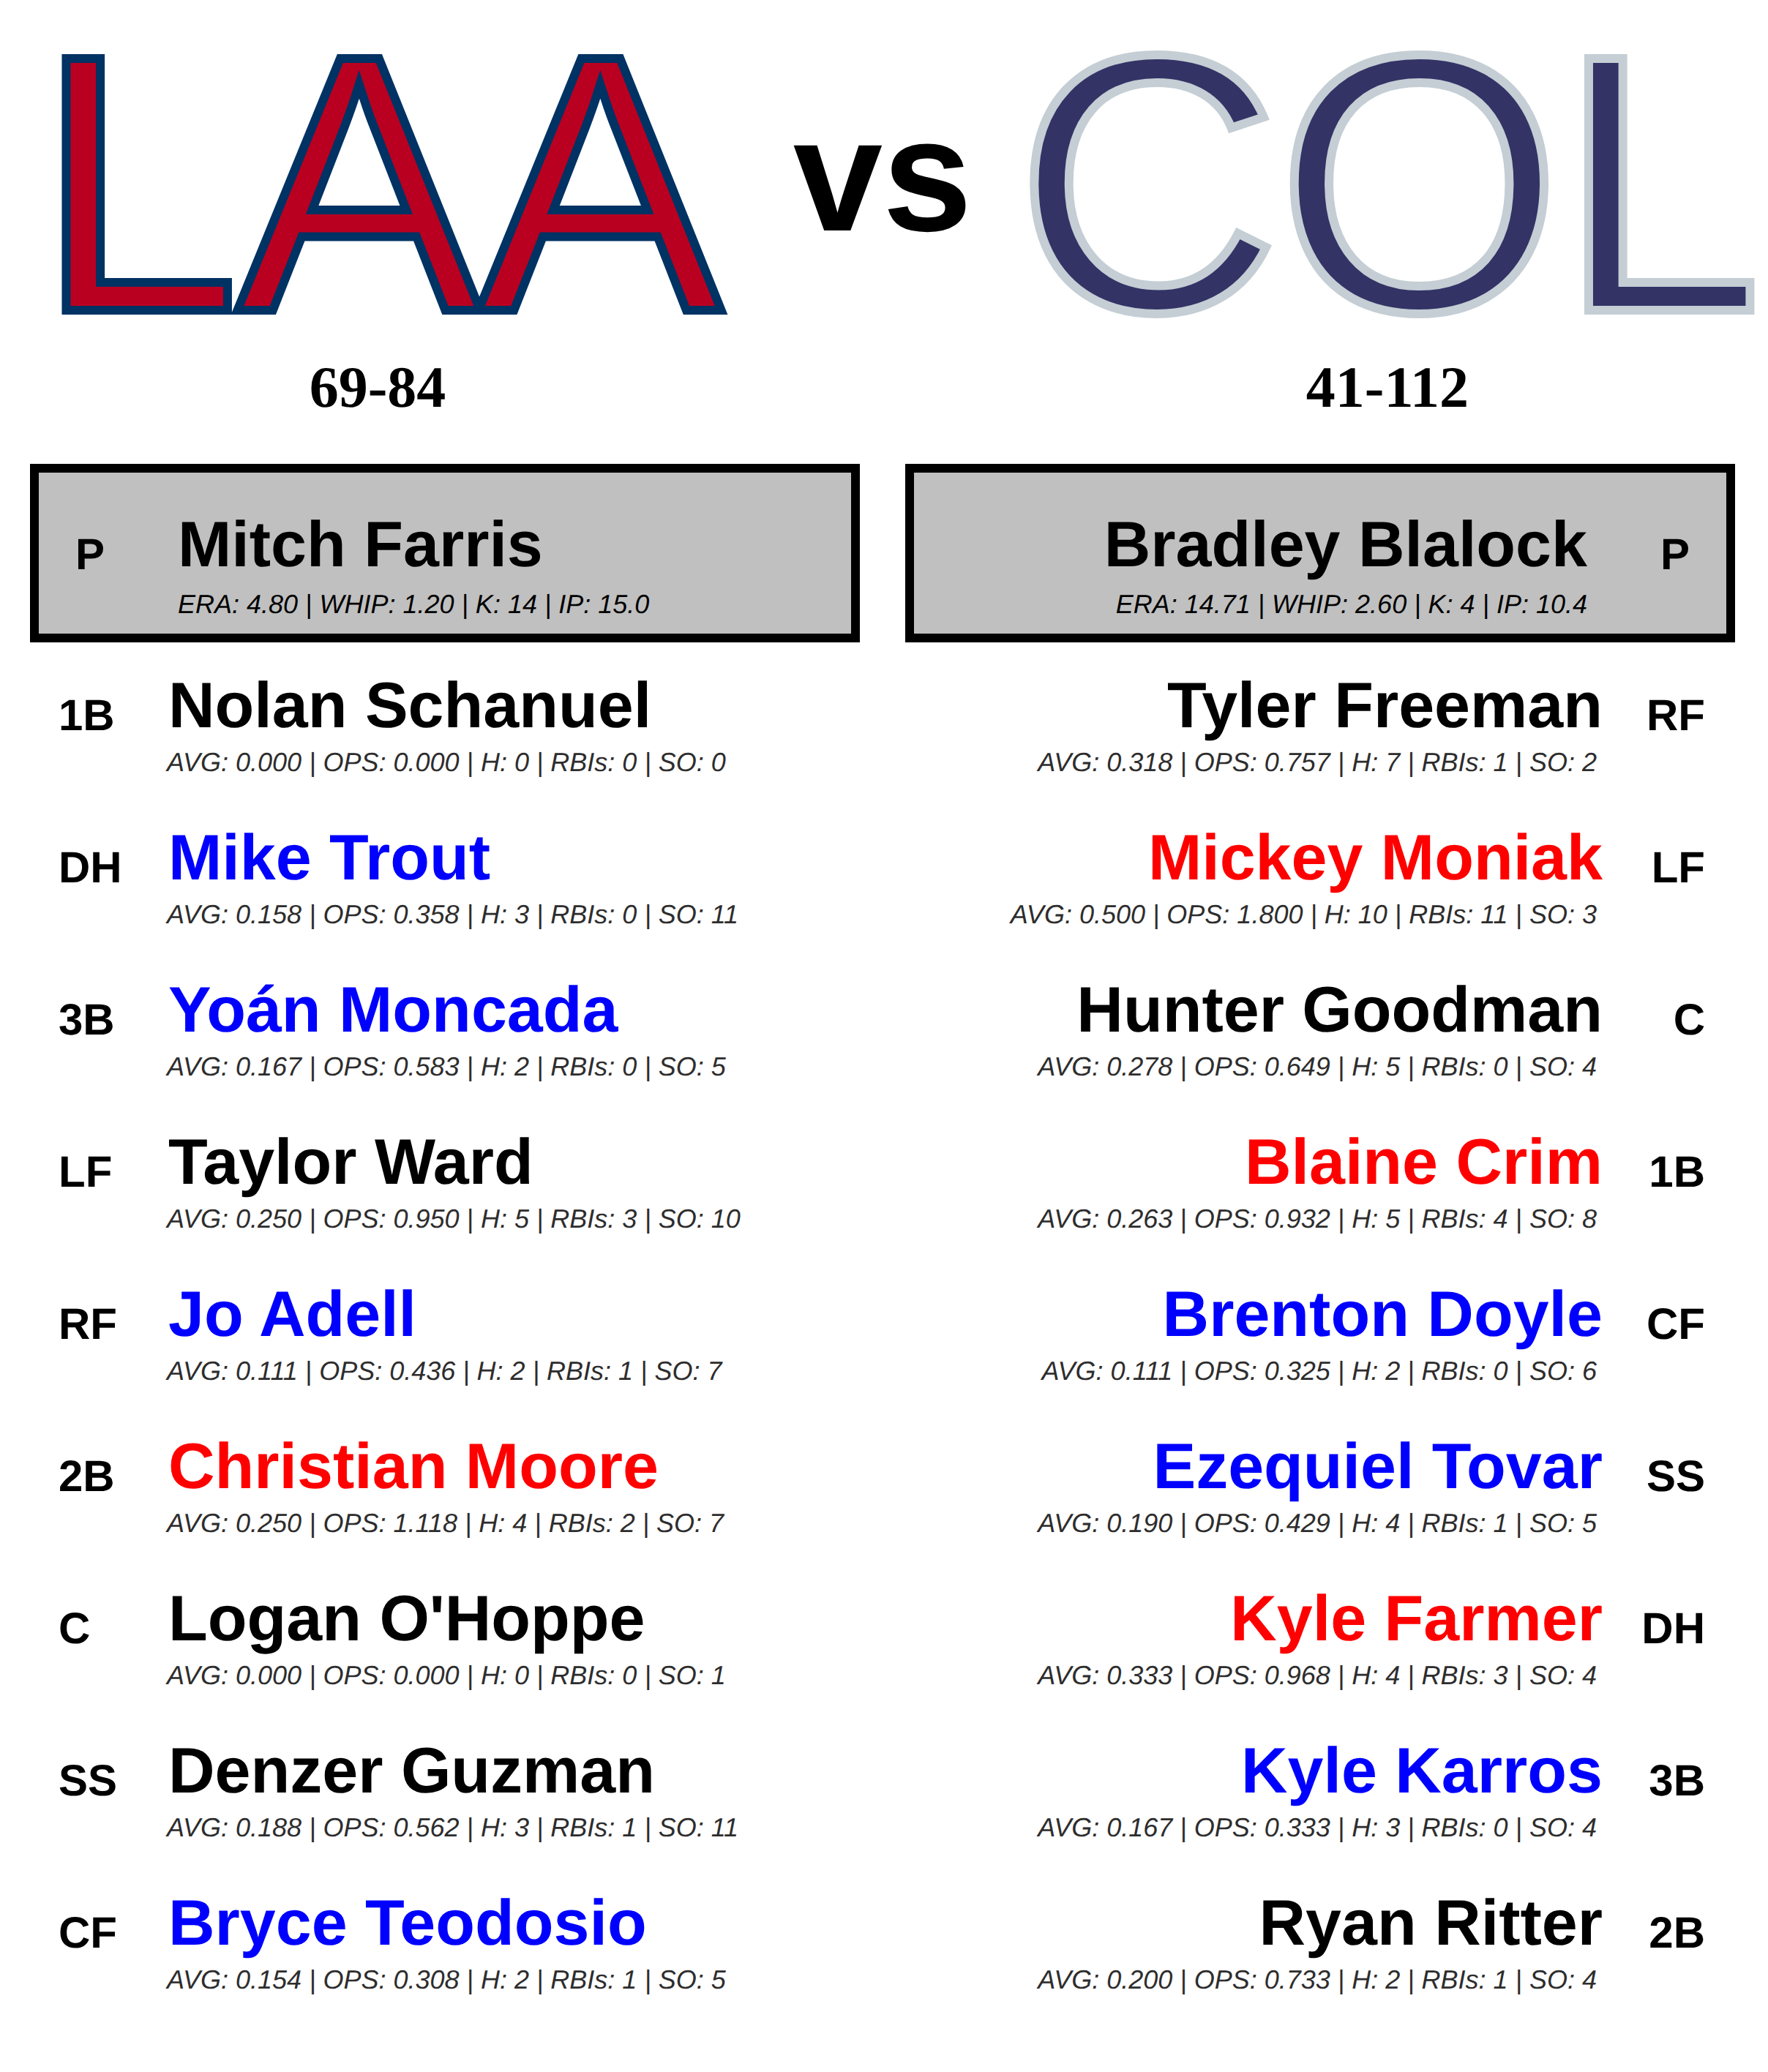 LAA vs COL
69-84
41-112
P Mitch Farris
ERA: 4.80 | WHIP: 1.20 | K: 14 | IP: 15.0
Bradley Blalock P
ERA: 14.71 | WHIP: 2.60 | K: 4 | IP: 10.4
1B Nolan Schanuel
AVG: 0.000 | OPS: 0.000 | H: 0 | RBIs: 0 | SO: 0
DH Mike Trout
AVG: 0.158 | OPS: 0.358 | H: 3 | RBIs: 0 | SO: 11
3B Yoán Moncada
AVG: 0.167 | OPS: 0.583 | H: 2 | RBIs: 0 | SO: 5
LF Taylor Ward
AVG: 0.250 | OPS: 0.950 | H: 5 | RBIs: 3 | SO: 10
RF Jo Adell
AVG: 0.111 | OPS: 0.436 | H: 2 | RBIs: 1 | SO: 7
2B Christian Moore
AVG: 0.250 | OPS: 1.118 | H: 4 | RBIs: 2 | SO: 7
C Logan O'Hoppe
AVG: 0.000 | OPS: 0.000 | H: 0 | RBIs: 0 | SO: 1
SS Denzer Guzman
AVG: 0.188 | OPS: 0.562 | H: 3 | RBIs: 1 | SO: 11
CF Bryce Teodosio
AVG: 0.154 | OPS: 0.308 | H: 2 | RBIs: 1 | SO: 5
Tyler Freeman RF
AVG: 0.318 | OPS: 0.757 | H: 7 | RBIs: 1 | SO: 2
Mickey Moniak LF
AVG: 0.500 | OPS: 1.800 | H: 10 | RBIs: 11 | SO: 3
Hunter Goodman C
AVG: 0.278 | OPS: 0.649 | H: 5 | RBIs: 0 | SO: 4
Blaine Crim 1B
AVG: 0.263 | OPS: 0.932 | H: 5 | RBIs: 4 | SO: 8
Brenton Doyle CF
AVG: 0.111 | OPS: 0.325 | H: 2 | RBIs: 0 | SO: 6
Ezequiel Tovar SS
AVG: 0.190 | OPS: 0.429 | H: 4 | RBIs: 1 | SO: 5
Kyle Farmer DH
AVG: 0.333 | OPS: 0.968 | H: 4 | RBIs: 3 | SO: 4
Kyle Karros 3B
AVG: 0.167 | OPS: 0.333 | H: 3 | RBIs: 0 | SO: 4
Ryan Ritter 2B
AVG: 0.200 | OPS: 0.733 | H: 2 | RBIs: 1 | SO: 4